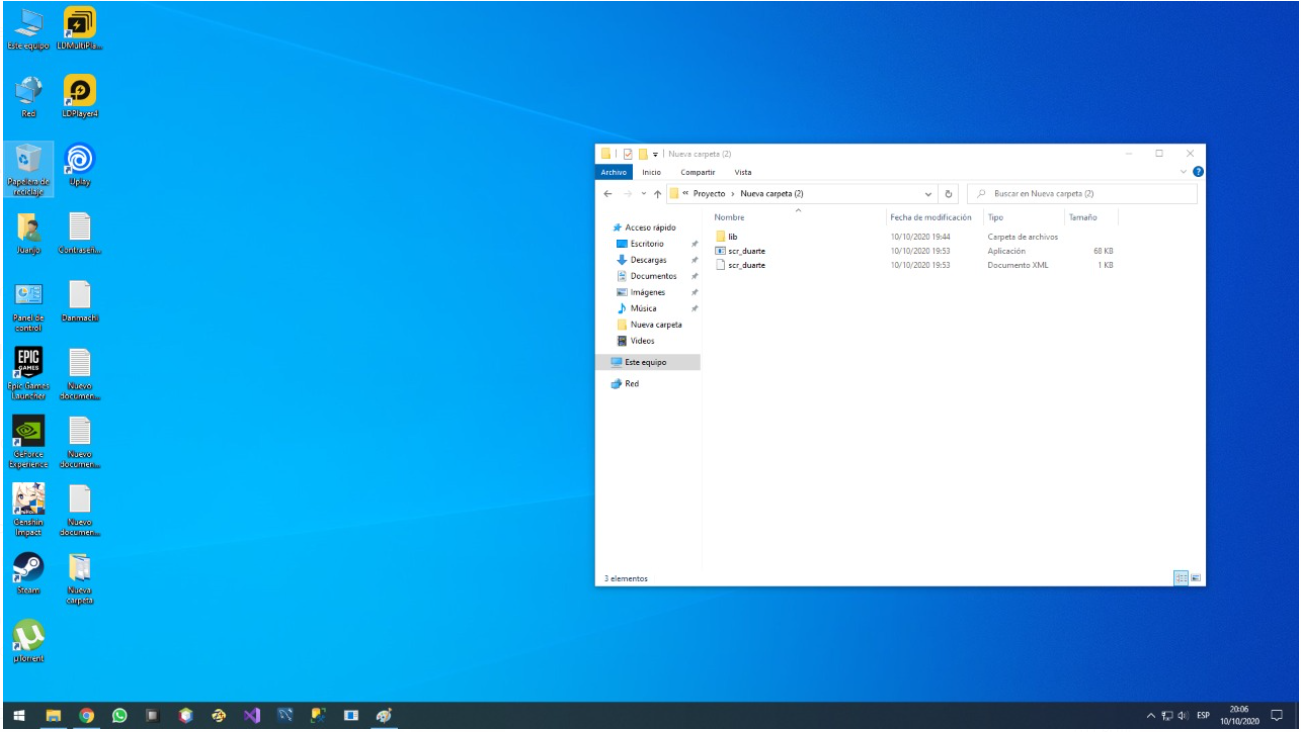 Este equipo
LDMultiPla...
Red
LDPlayer4
Papelera de
reciclaje
Uplay
Juanjo
Contraseñ...
Panel de
control
Danmachi
EPIC
GAMES
Epic Games
Launcher
Nuevo
documen...
GeForce
Experience
Nuevo
documen...
Genshin
Impact
Nuevo
documen...
Steam
Nueva
carpeta
µTorrent
Nueva carpeta (2)
Archivo Inicio Compartir Vista
« Proyecto > Nueva carpeta (2)
Buscar en Nueva carpeta (2)
Nombre Fecha de modificación Tipo Tamaño
lib 10/10/2020 19:44 Carpeta de archivos
scr_duarte 10/10/2020 19:53 Aplicación 68 KB
scr_duarte 10/10/2020 19:53 Documento XML 1 KB
Acceso rápido
Escritorio
Descargas
Documentos
Imágenes
Música
Nueva carpeta
Videos
Este equipo
Red
3 elementos
ESP
20:06
10/10/2020